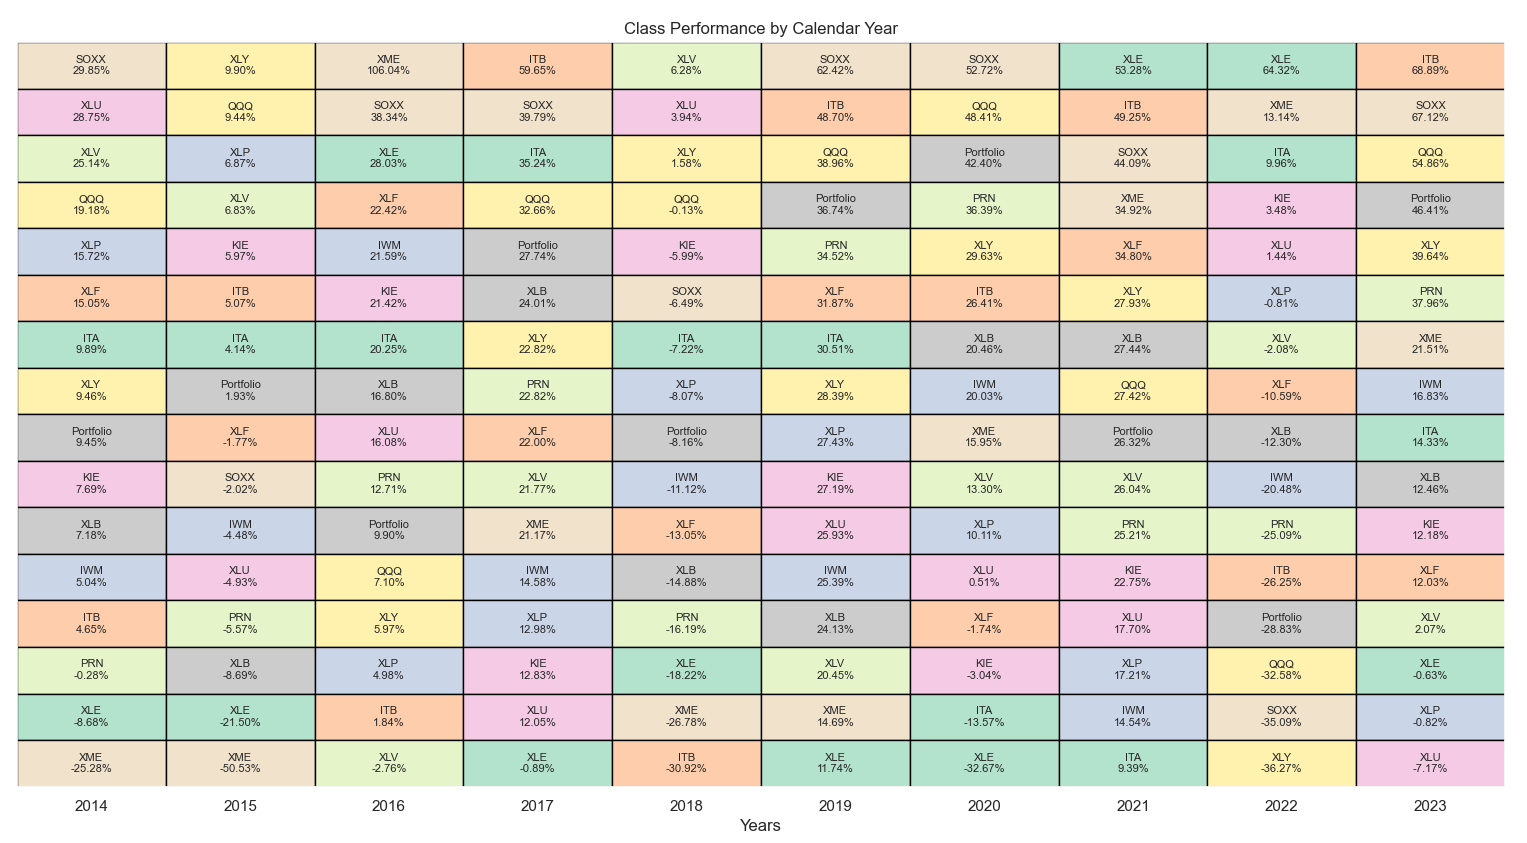 Class Performance by Calendar Year
SOXX XLY XME ITB XLV SOXX SOXX XLE XLE ITB
29.85% 9.90% 106.04% 59.65% 6.28% 62.42% 52.72% 53.28% 64.32% 68.89%
XLU QQQ SOXX SOXX XLU ITB QQQ ITB XME SOXX
28.75% 9.44% 38.34% 39.79% 3.94% 48.70% 48.41% 49.25% 13.14% 67.12%
XLV XLP XLE ITA XLY QQQ Portfolio SOXX ITA QQQ
25.14% 6.87% 28.03% 35.24% 1.58% 38.96% 42.40% 44.09% 9.96% 54.86%
QQQ XLV XLF QQQ QQQ Portfolio PRN XME KIE Portfolio
19.18% 6.83% 22.42% 32.66% -0.13% 36.74% 36.39% 34.92% 3.48% 46.41%
XLP KIE IWM Portfolio KIE PRN XLY XLF XLU XLY
15.72% 5.97% 21.59% 27.74% -5.99% 34.52% 29.63% 34.80% 1.44% 39.64%
XLF ITB KIE XLB SOXX XLF ITB XLY XLP PRN
15.05% 5.07% 21.42% 24.01% -6.49% 31.87% 26.41% 27.93% -0.81% 37.96%
ITA ITA ITA XLY ITA ITA XLB XLB XLV XME
9.89% 4.14% 20.25% 22.82% -7.22% 30.51% 20.46% 27.44% -2.08% 21.51%
XLY Portfolio XLB PRN XLP XLY IWM QQQ XLF IWM
9.46% 1.93% 16.80% 22.82% -8.07% 28.39% 20.03% 27.42% -10.59% 16.83%
Portfolio XLF XLU XLF Portfolio XLP XME Portfolio XLB ITA
9.45% -1.77% 16.08% 22.00% -8.16% 27.43% 15.95% 26.32% -12.30% 14.33%
KIE SOXX PRN XLV IWM KIE XLV XLV IWM XLB
7.69% -2.02% 12.71% 21.77% -11.12% 27.19% 13.30% 26.04% -20.48% 12.46%
XLB IWM Portfolio XME XLF XLU XLP PRN PRN KIE
7.18% -4.48% 9.90% 21.17% -13.05% 25.93% 10.11% 25.21% -25.09% 12.18%
IWM XLU QQQ IWM XLB IWM XLU KIE ITB XLF
5.04% -4.93% 7.10% 14.58% -14.88% 25.39% 0.51% 22.75% -26.25% 12.03%
ITB PRN XLY XLP PRN XLB XLF XLU Portfolio XLV
4.65% -5.57% 5.97% 12.98% -16.19% 24.13% -1.74% 17.70% -28.83% 2.07%
PRN XLB XLP KIE XLE XLV KIE XLP QQQ XLE
-0.28% -8.69% 4.98% 12.83% -18.22% 20.45% -3.04% 17.21% -32.58% -0.63%
XLE XLE ITB XLU XME XME ITA IWM SOXX XLP
-8.68% -21.50% 1.84% 12.05% -26.78% 14.69% -13.57% 14.54% -35.09% -0.82%
XME XME XLV XLE ITB XLE XLE ITA XLY XLU
-25.28% -50.53% -2.76% -0.89% -30.92% 11.74% -32.67% 9.39% -36.27% -7.17%
2014 2015 2016 2017 2018 2019 2020 2021 2022 2023
Years